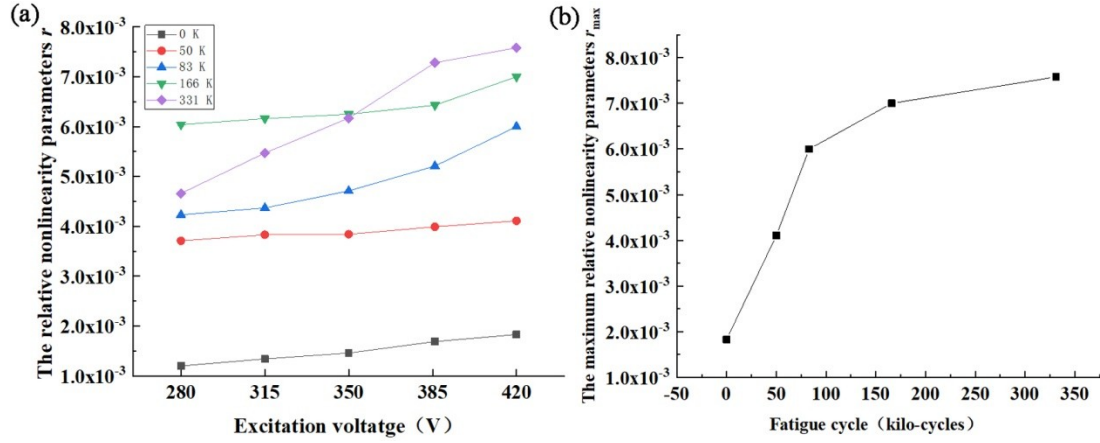 (a)
The relative nonlinearity parameters r
8.0x10-3
7.0x10-3
6.0x10-3
5.0x10-3
4.0x10-3
3.0x10-3
2.0x10-3
1.0x10-3
0 K
50 K
83 K
166 K
331 K
280 315 350 385 420
Excitation voltatge（V）
(b)
The maximum relative nonlinearity parameters rmax
8.0x10-3
7.0x10-3
6.0x10-3
5.0x10-3
4.0x10-3
3.0x10-3
2.0x10-3
1.0x10-3
-50 0 50 100 150 200 250 300 350
Fatigue cycle（kilo-cycles）